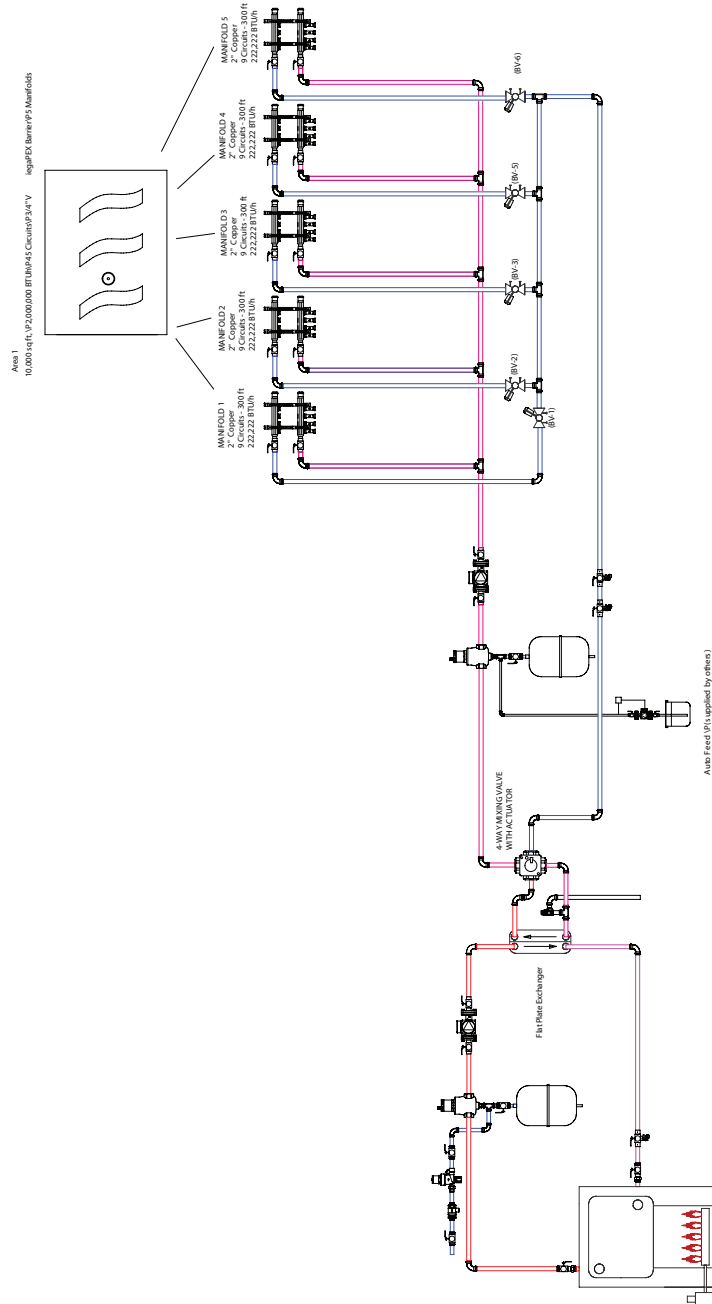 Area 1
10,000 sq ft, \P2,000,000 BTU/h\P45 Circuits\P3/4" V iegaPEX Barrier\P5 Manifolds
MANIFOLD 1
2" Copper
9 Circuits - 300 ft
222,222 BTU/h
MANIFOLD 2
2" Copper
9 Circuits - 300 ft
222,222 BTU/h
MANIFOLD 3
2" Copper
9 Circuits - 300 ft
222,222 BTU/h
MANIFOLD 4
2" Copper
9 Circuits - 300 ft
222,222 BTU/h
MANIFOLD 5
2" Copper
9 Circuits - 300 ft
222,222 BTU/h
(BV-1)
(BV-2)
(BV-3)
(BV-5)
(BV-6)
4-WAY MIXING VALVE
WITH ACTUATOR
Flat Plate Exchanger
Auto Feed \P(supplied by others)